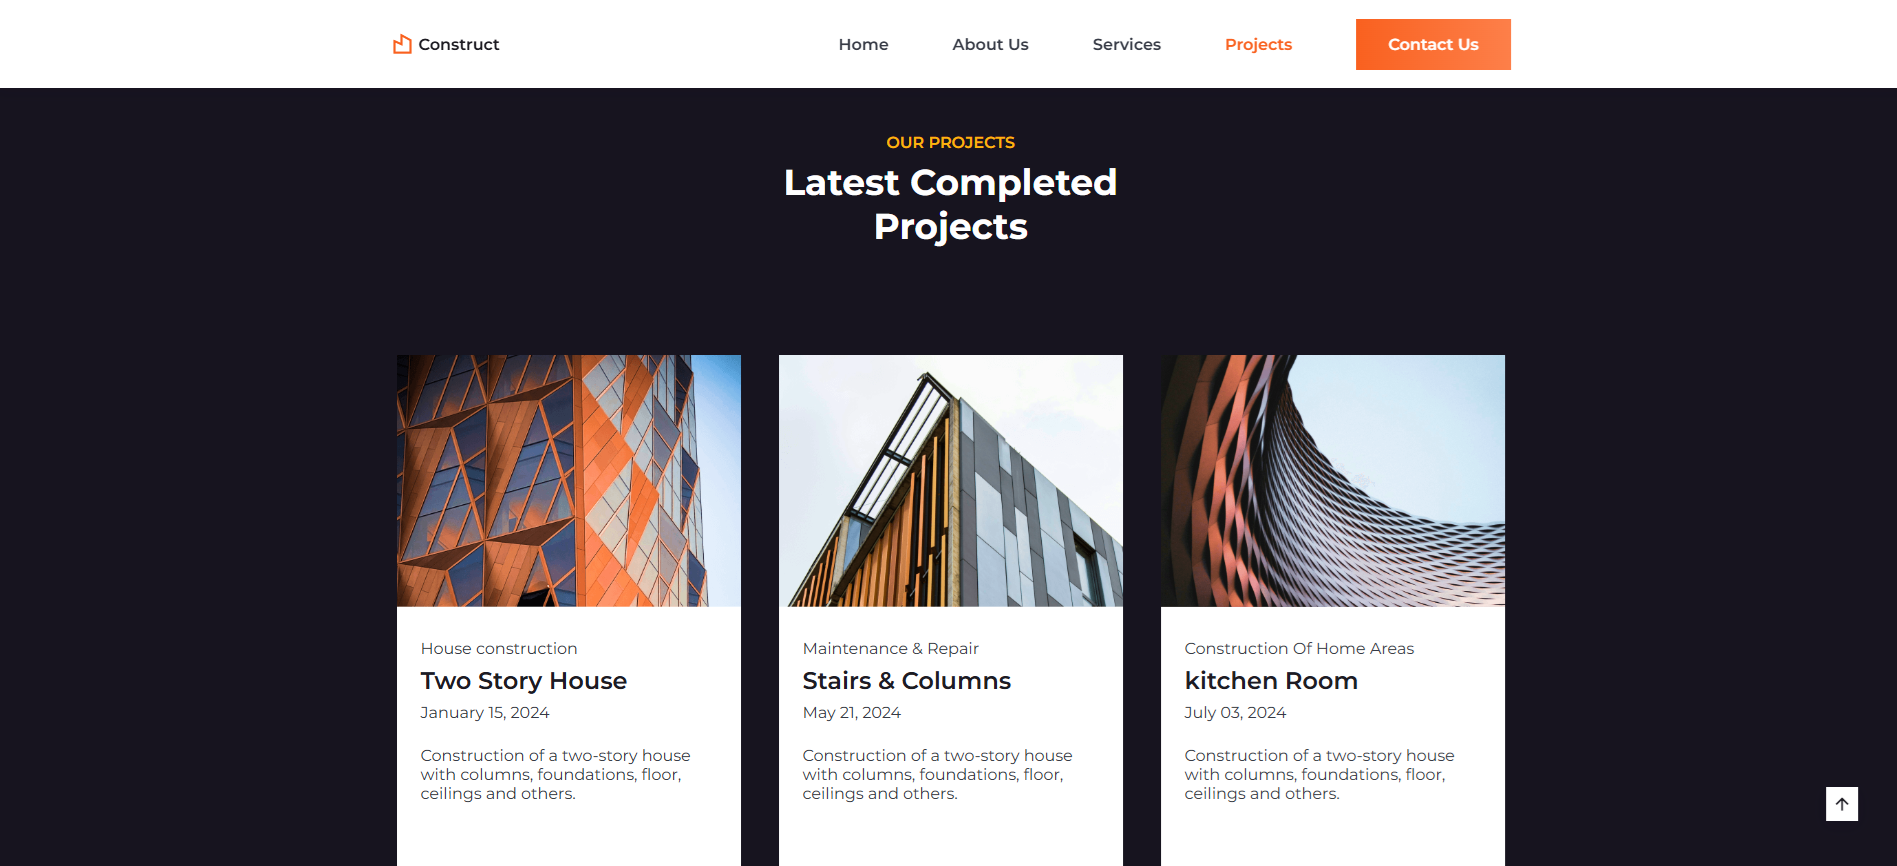 Construct
Home
About Us
Services
Projects
Contact Us
OUR PROJECTS
Latest Completed
Projects
House construction
Two Story House
January 15, 2024
Construction of a two-story house
with columns, foundations, floor,
ceilings and others.
Maintenance & Repair
Stairs & Columns
May 21, 2024
Construction of a two-story house
with columns, foundations, floor,
ceilings and others.
Construction Of Home Areas
kitchen Room
July 03, 2024
Construction of a two-story house
with columns, foundations, floor,
ceilings and others.